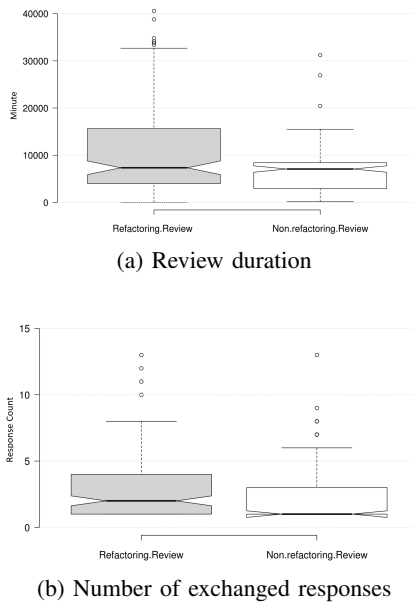 40000
30000
20000
10000
0
Minute
Refactoring.Review Non.refactoring.Review
(a) Review duration
15
10
5
0
Response Count
Refactoring.Review Non.refactoring.Review
(b) Number of exchanged responses